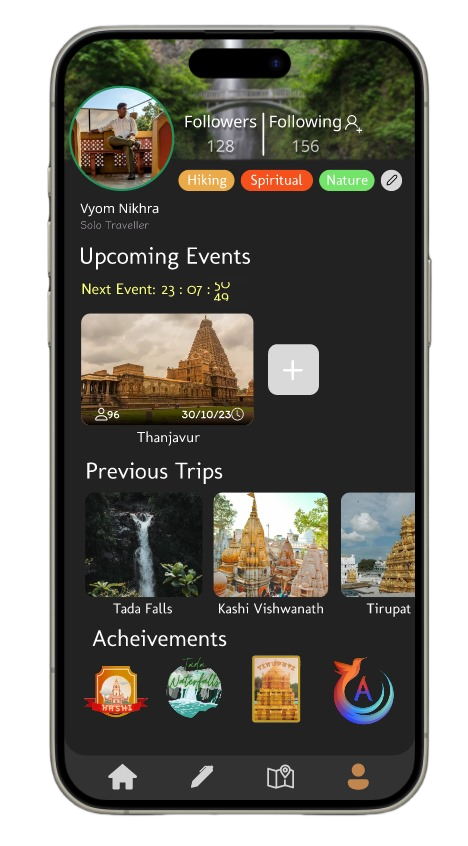 Followers Following
128 156
Hiking Spiritual Nature
Vyom Nikhra
Solo Traveller
Upcoming Events
Next Event: 23 : 07 : 50
49
96 30/10/23
Thanjavur
Previous Trips
Tada Falls Kashi Vishwanath Tirupat
Acheivements
KASHI
Tada
Waterfalls
TIRUPATI
A